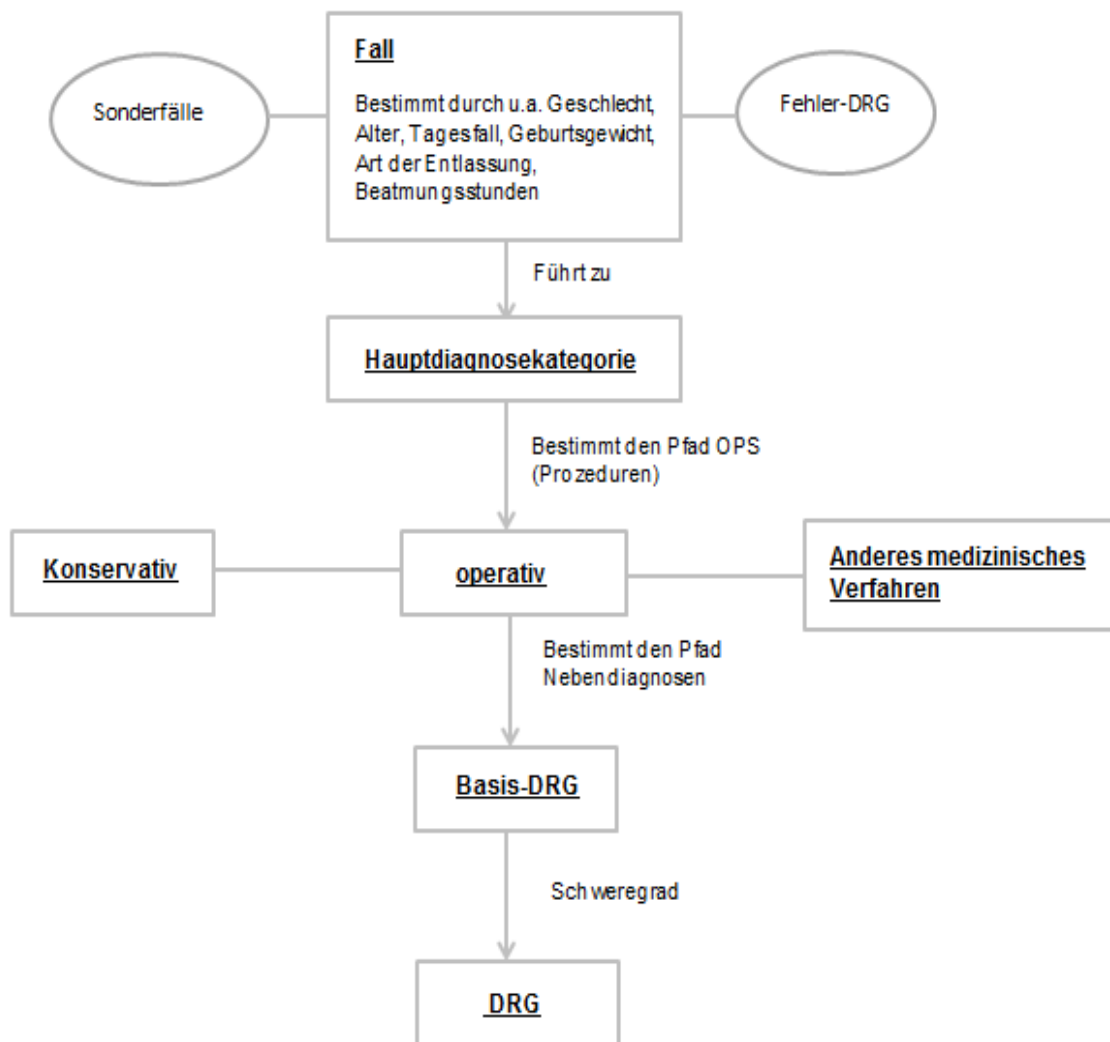 Fall
Sonderfälle
Bestimmt durch u.a. Geschlecht,
Alter, Tagesfall, Geburtsgewicht,
Art der Entlassung,
Beatmungsstunden
Fehler-DRG
Führt zu
Hauptdiagnosekategorie
Bestimmt den Pfad OPS
(Prozeduren)
Konservativ
operativ
Anderes medizinisches
Verfahren
Bestimmt den Pfad
Nebendiagnosen
Basis-DRG
Schweregrad
DRG